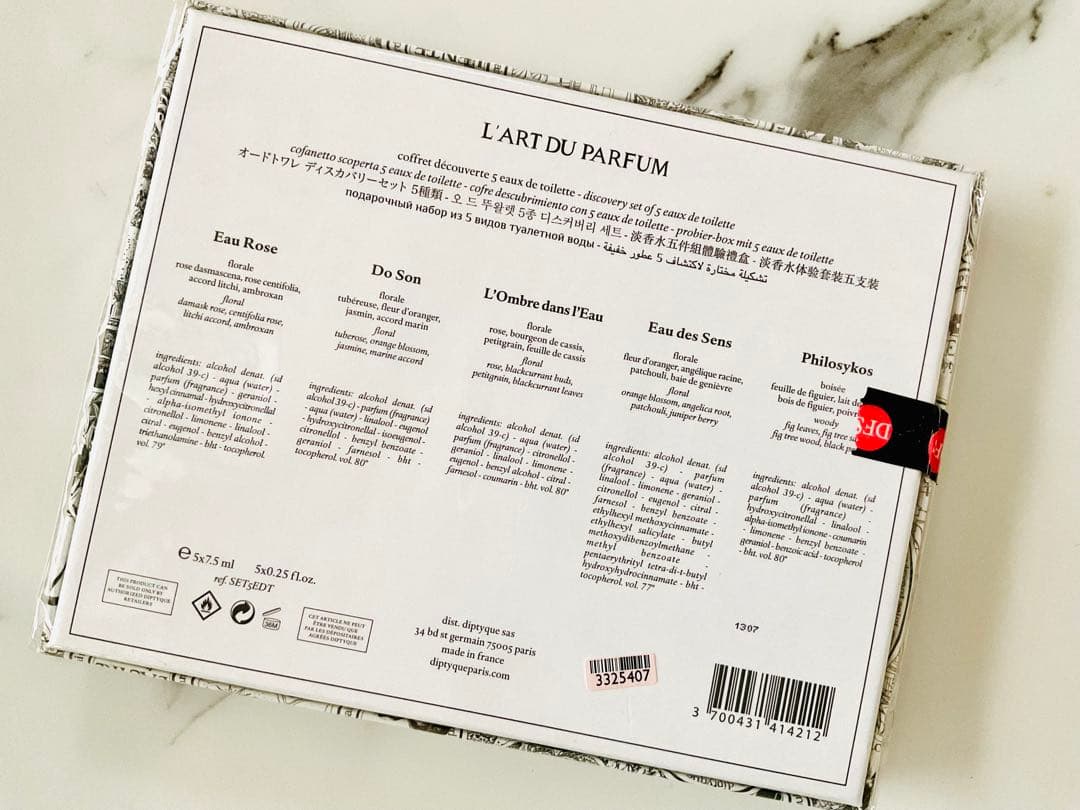 L'ART DU PARFUM
coffret découverte 5 eaux de toilette - discovery set of 5 eaux de toilette
cofanetto scoperta 5 eaux de toilette - cofre descubrimiento con 5 eaux de toilette - probier-box mit 5 eaux de toilette
オードトワレ ディスカバリーセット 5種類 - 오 드 뚜왈렛 5종 디스커버리 세트 - 淡香水五件組體驗禮盒 - 淡香水体验套装五支装
подарочный набор из 5 видов туалетной воды - تشكيلة مختارة لاكتشاف 5 عطور خفيفة
Eau Rose
florale
rose dasmascena, rose centifolia,
accord litchi, ambroxan
floral
damask rose, centifolia rose,
litchi accord, ambroxan
ingredients: alcohol denat. (sd
alcohol 39-c) - aqua (water) -
parfum (fragrance) - geraniol -
hexyl cinnamal - hydroxycitronellal
- alpha-isomethyl ionone -
citronellol - limonene - linalool -
citral - eugenol - benzyl alcohol -
triethanolamine - bht - tocopherol.
vol. 79°
Do Son
florale
tubéreuse, fleur d'oranger,
jasmin, accord marin
floral
tuberose, orange blossom,
jasmine, marine accord
ingredients: alcohol denat. (sd
alcohol 39-c) - parfum (fragrance)
- aqua (water) - linalool - eugenol
- hydroxycitronellal - isoeugenol -
citronellol - benzyl benzoate -
geraniol - farnesol - bht -
tocopherol. vol. 80°
L'Ombre dans l'Eau
florale
rose, bourgeon de cassis,
petitgrain, feuille de cassis
floral
rose, blackcurrant buds,
petitgrain, blackcurrant leaves
ingredients: alcohol denat. (sd
alcohol 39-c) - aqua (water) -
parfum (fragrance) - citronellol -
geraniol - linalool - limonene -
eugenol - benzyl alcohol - citral -
farnesol - coumarin - bht. vol. 80°
Eau des Sens
florale
fleur d'oranger, angélique racine,
patchouli, baie de genièvre
floral
orange blossom, angelica root,
patchouli, juniper berry
ingredients: alcohol denat. (sd
alcohol 39-c) - parfum
(fragrance) - aqua (water) -
linalool - limonene - geraniol -
citronellol - eugenol - citral -
farnesol - benzyl benzoate -
ethylhexyl methoxycinnamate -
ethylhexyl salicylate - butyl
methoxydibenzoylmethane -
methyl benzoate -
pentaerythrityl tetra-di-t-butyl
hydroxyhydrocinnamate - bht -
tocopherol. vol. 77°
Philosykos
boisée
feuille de figuier, lait de
bois de figuier,
woody
fig leaves, fig tree
fig tree wood, black
ingredients: alcohol denat. (sd
alcohol 39-c) - aqua (water) -
parfum (fragrance) -
hydroxycitronellal - linalool -
alpha-isomethyl ionone - coumarin
- limonene - benzyl benzoate -
geraniol - benzoic acid - tocopherol
- bht. vol. 80°
DFS
℮ 5x7.5 ml 5x0.25 fl.oz.
ref. SET5EDT
THIS PRODUCT CAN
BE SOLD ONLY BY
AUTHORIZED DIPTYQUE
RETAILERS
36M
CET ARTICLE NE PEUT
ÊTRE VENDU QUE
PAR LES DÉPOSITAIRES
AGRÉÉS DIPTYQUE
dist. diptyque sas
34 bd st germain 75005 paris
made in france
diptyqueparis.com
3325407
1307
3 700431 414212